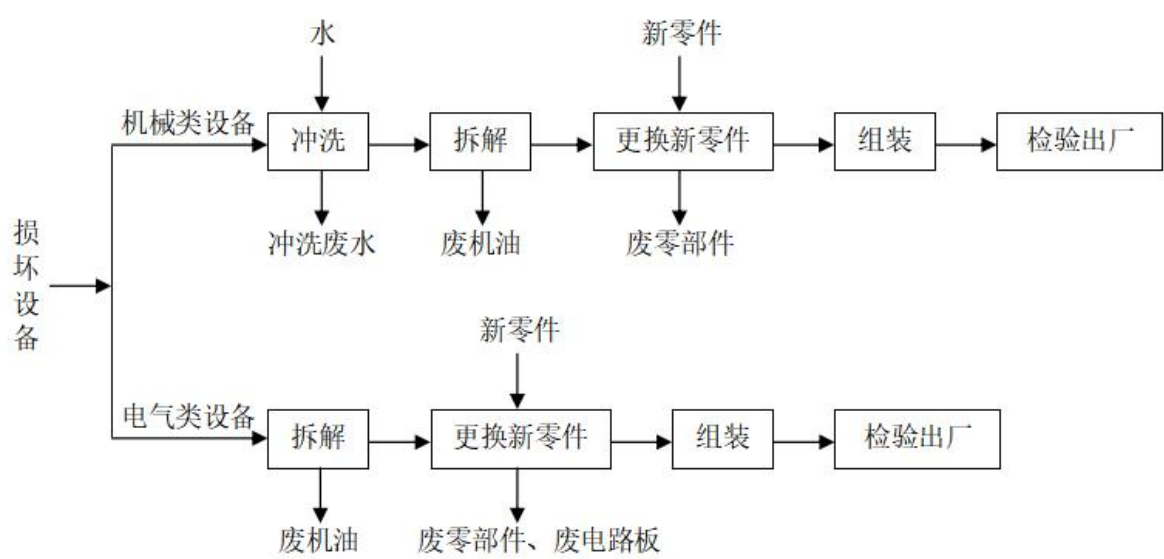 水
新零件
机械类设备
冲洗
拆解
更换新零件
组装
检验出厂
冲洗废水
废机油
废零部件
损坏设备
新零件
电气类设备
拆解
更换新零件
组装
检验出厂
废机油
废零部件、废电路板